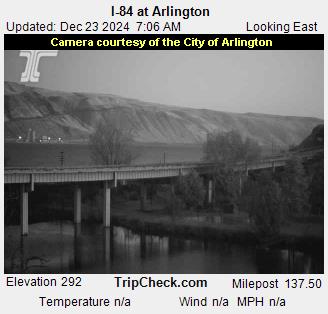 I-84 at Arlington
Updated: Dec 23 2024 7:06 AM Looking East
Camera courtesy of the City of Arlington
Elevation 292 TripCheck.com Milepost 137.50
Temperature n/a Wind n/a MPH n/a